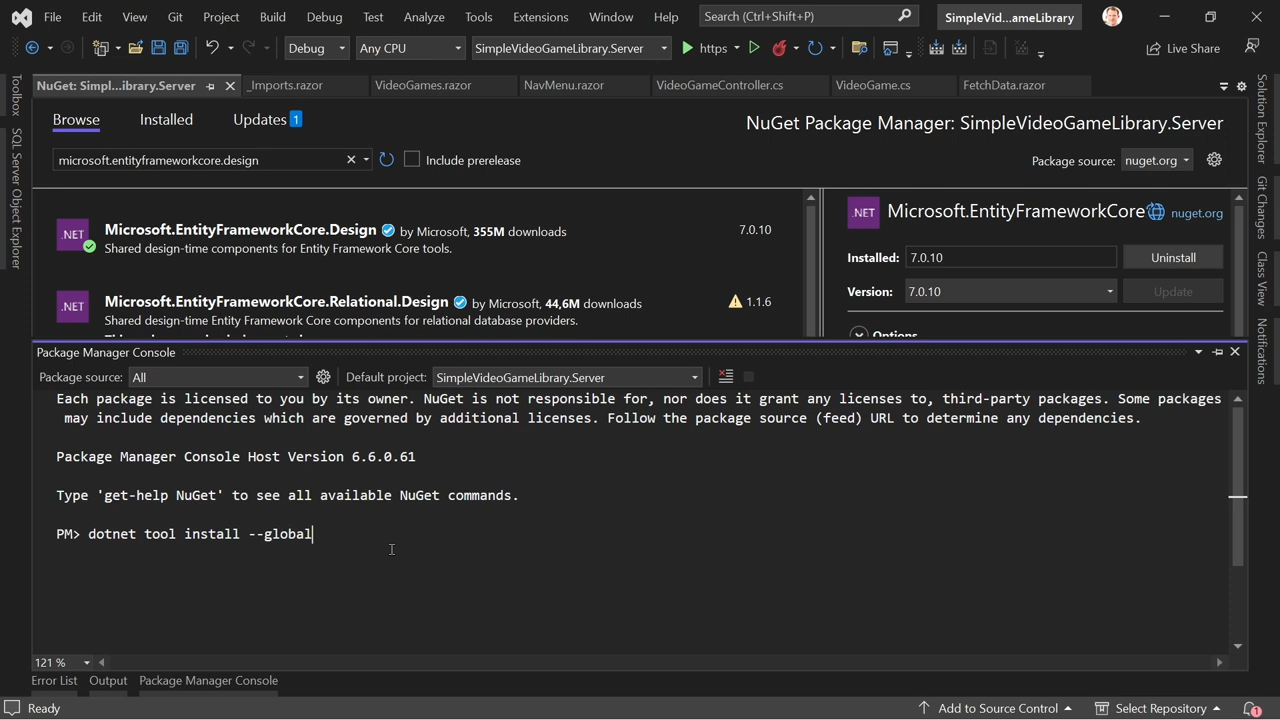 File Edit View Git Project Build Debug Test Analyze Tools Extensions Window Help Search (Ctrl+Shift+P) SimpleVid...ameLibrary
Debug Any CPU SimpleVideoGameLibrary.Server https Live Share
NuGet: Simpl...ibrary.Server _Imports.razor VideoGames.razor NavMenu.razor VideoGameController.cs VideoGame.cs FetchData.razor
Toolbox
SQL Server Object Explorer
Browse Installed Updates 1
NuGet Package Manager: SimpleVideoGameLibrary.Server
microsoft.entityframeworkcore.design Include prerelease Package source: nuget.org
.NET Microsoft.EntityFrameworkCore.Design by Microsoft, 355M downloads 7.0.10
Shared design-time components for Entity Framework Core tools.
.NET Microsoft.EntityFrameworkCore.Relational.Design by Microsoft, 44,6M downloads 1.1.6
Shared design-time Entity Framework Core components for relational database providers.
.NET Microsoft.EntityFrameworkCore nuget.org
Installed: 7.0.10 Uninstall
Version: 7.0.10 Update
Options
Solution Explorer
Git Changes
Class View
Notifications
Package Manager Console
Package source: All Default project: SimpleVideoGameLibrary.Server
Each package is licensed to you by its owner. NuGet is not responsible for, nor does it grant any licenses to, third-party packages. Some packages
may include dependencies which are governed by additional licenses. Follow the package source (feed) URL to determine any dependencies.
Package Manager Console Host Version 6.6.0.61
Type 'get-help NuGet' to see all available NuGet commands.
PM> dotnet tool install --global
121 %
Error List Output Package Manager Console
Ready Add to Source Control Select Repository 1